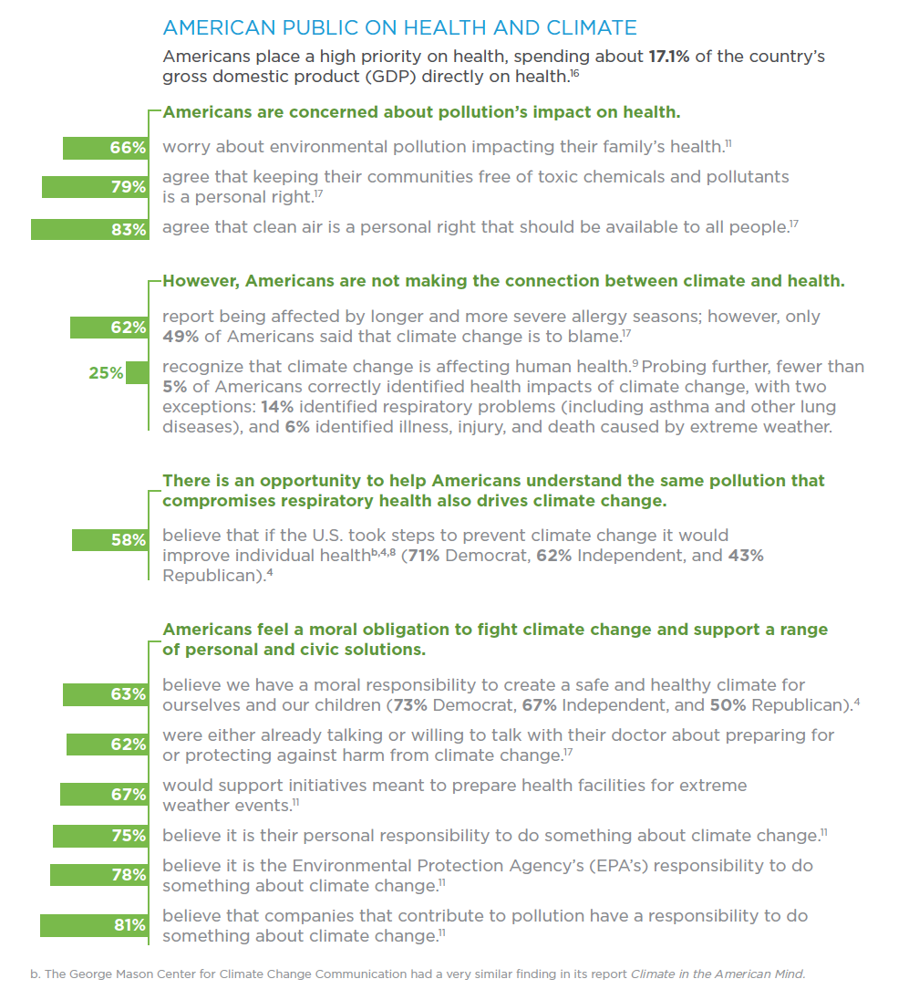 AMERICAN PUBLIC ON HEALTH AND CLIMATE
Americans place a high priority on health, spending about 17.1% of the country's
gross domestic product (GDP) directly on health.16
Americans are concerned about pollution's impact on health.
66% worry about environmental pollution impacting their family's health.11
agree that keeping their communities free of toxic chemicals and pollutants
79% is a personal right.17
83% agree that clean air is a personal right that should be available to all people.17
However, Americans are not making the connection between climate and health.
report being affected by longer and more severe allergy seasons; however, only
62% 49% of Americans said that climate change is to blame.17
25% recognize that climate change is affecting human health.9 Probing further, fewer than
5% of Americans correctly identified health impacts of climate change, with two
exceptions: 14% identified respiratory problems (including asthma and other lung
diseases), and 6% identified illness, injury, and death caused by extreme weather.
There is an opportunity to help Americans understand the same pollution that
compromises respiratory health also drives climate change.
58% believe that if the U.S. took steps to prevent climate change it would
improve individual healthb,4,8 (71% Democrat, 62% Independent, and 43%
Republican).4
Americans feel a moral obligation to fight climate change and support a range
of personal and civic solutions.
63% believe we have a moral responsibility to create a safe and healthy climate for
ourselves and our children (73% Democrat, 67% Independent, and 50% Republican).4
62% were either already talking or willing to talk with their doctor about preparing for
or protecting against harm from climate change.17
67% would support initiatives meant to prepare health facilities for extreme
weather events.11
75% believe it is their personal responsibility to do something about climate change.11
78% believe it is the Environmental Protection Agency's (EPA's) responsibility to do
something about climate change.11
81% believe that companies that contribute to pollution have a responsibility to do
something about climate change.11
b. The George Mason Center for Climate Change Communication had a very similar finding in its report Climate in the American Mind.